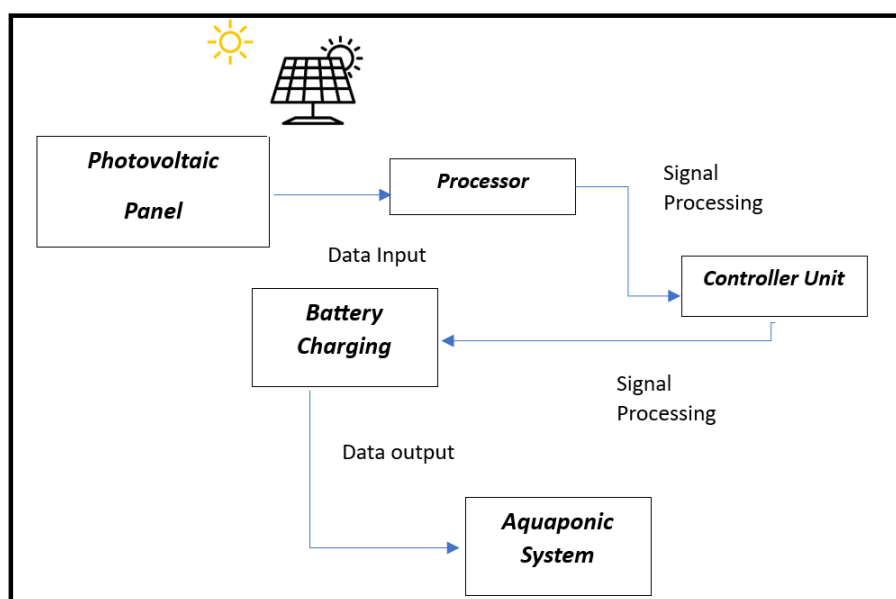 Photovoltaic
Panel
Processor
Signal
Processing
Data Input
Controller Unit
Battery
Charging
Signal
Processing
Data output
Aquaponic
System